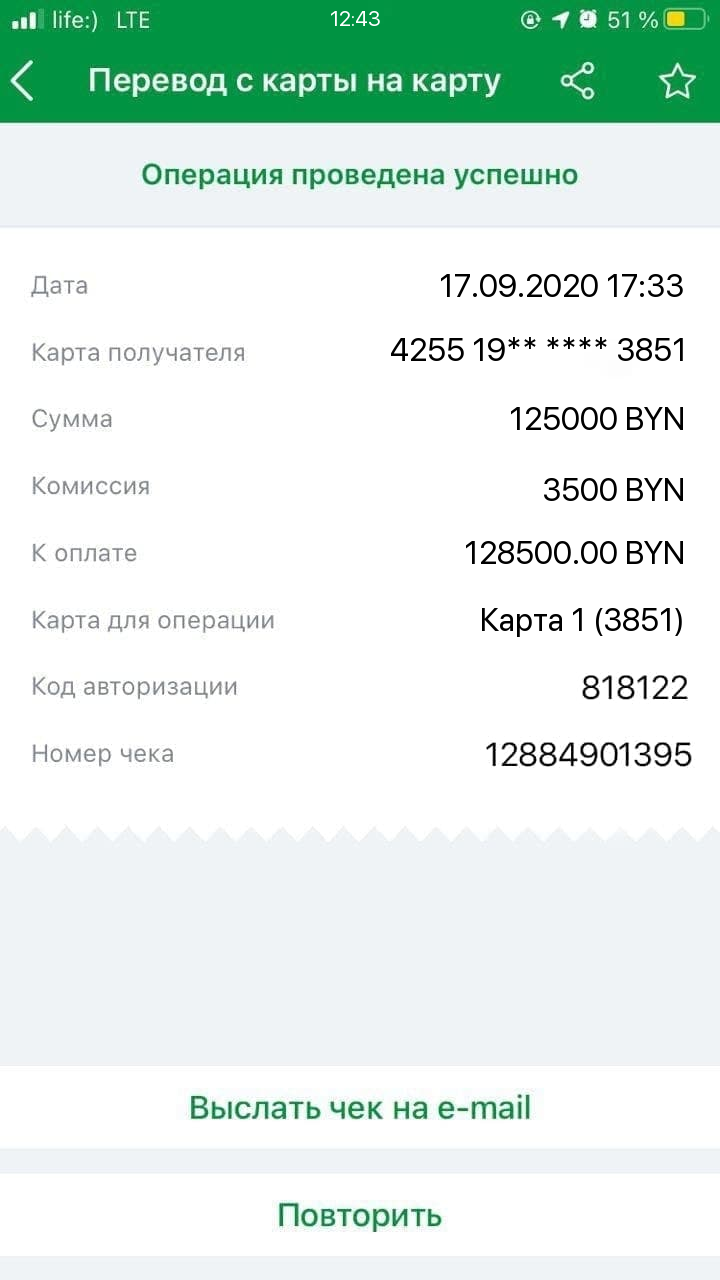 life:) LTE 12:43 51 %
Перевод с карты на карту
Операция проведена успешно
Дата 17.09.2020 17:33
Карта получателя 4255 19** **** 3851
Сумма 125000 BYN
Комиссия 3500 BYN
К оплате 128500.00 BYN
Карта для операции Карта 1 (3851)
Код авторизации 818122
Номер чека 12884901395
Выслать чек на e-mail
Повторить